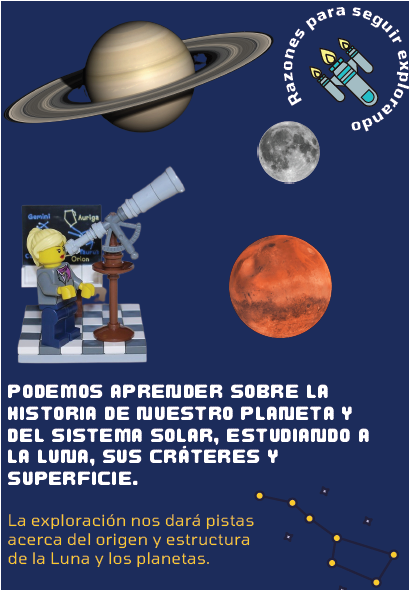 Razones para seguir explorando
Gemini
Auriga
Orion
PODEMOS APRENDER SOBRE LA
HISTORIA DE NUESTRO PLANETA Y
DEL SISTEMA SOLAR, ESTUDIANDO A
LA LUNA, SUS CRÁTERES Y
SUPERFICIE.
La exploración nos dará pistas
acerca del origen y estructura
de la Luna y los planetas.